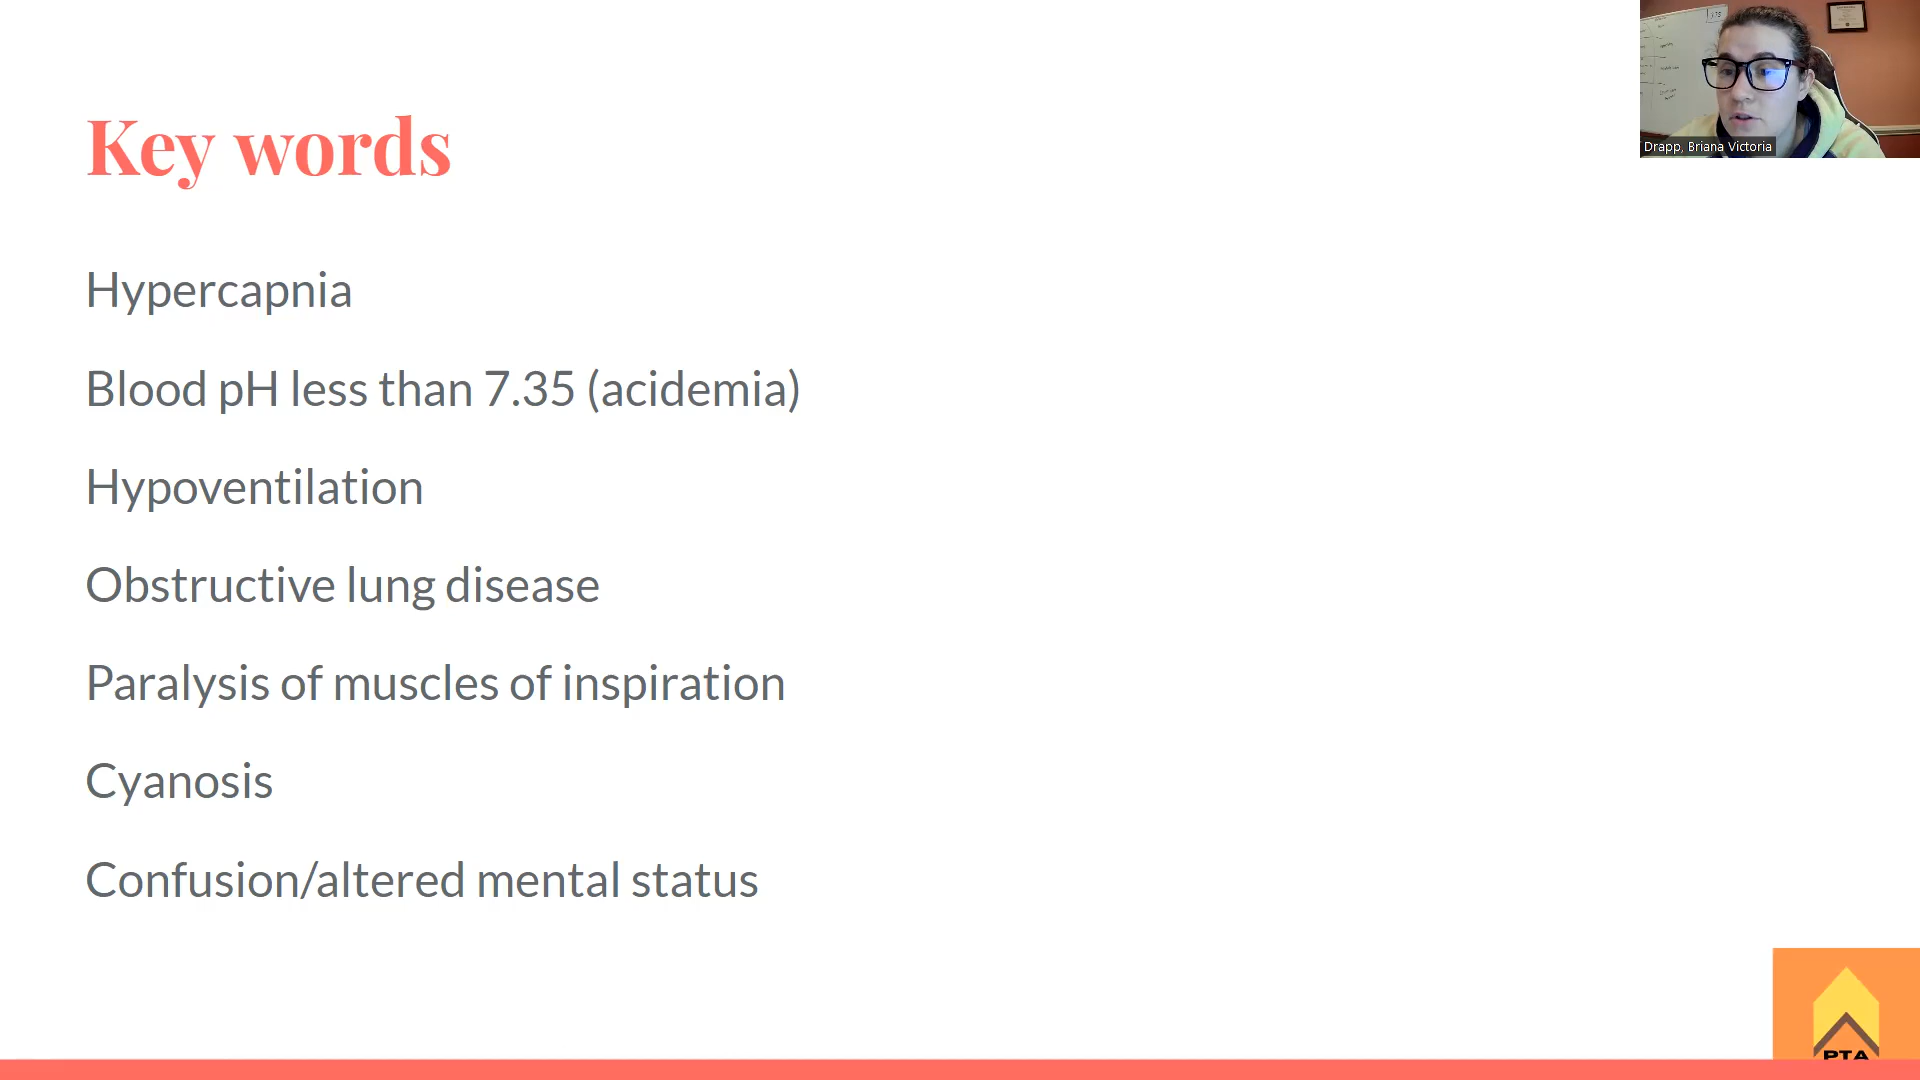 Key words
Hypercapnia
Blood pH less than 7.35 (acidemia)
Hypoventilation
Obstructive lung disease
Paralysis of muscles of inspiration
Cyanosis
Confusion/altered mental status
Drapp, Briana Victoria
PTA